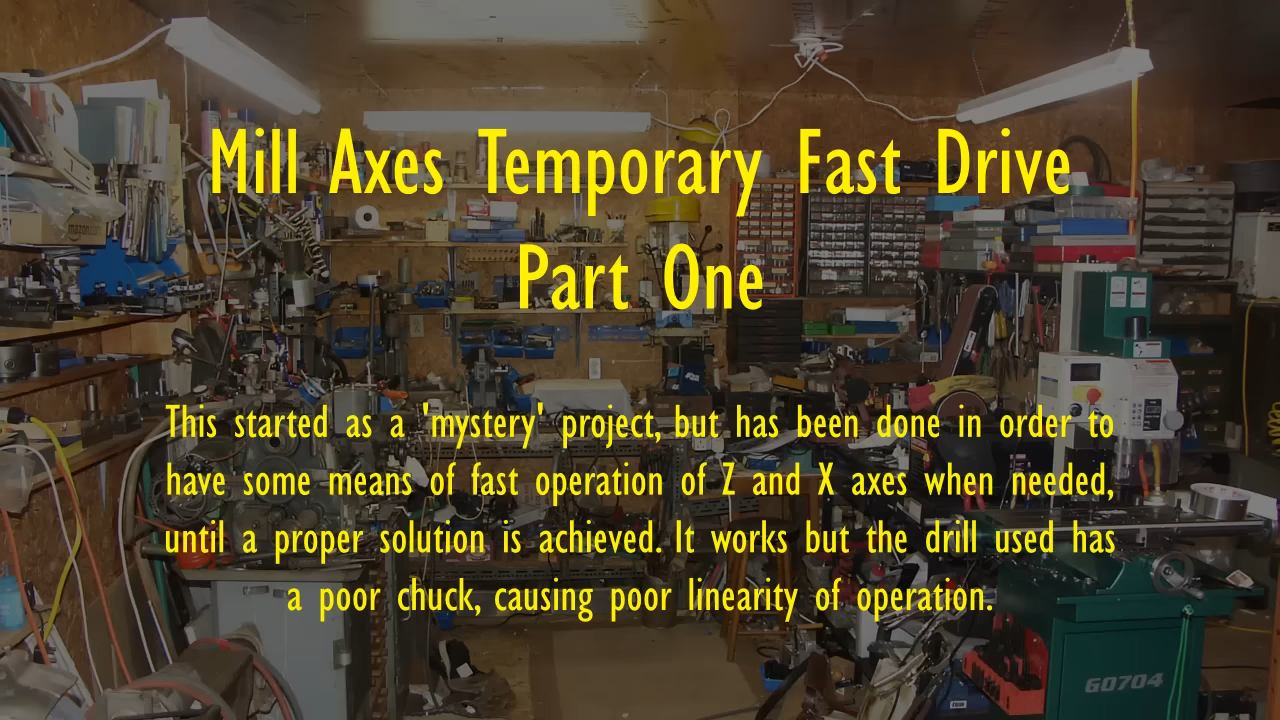 Mill Axes Temporary Fast Drive
Part One
This started as a 'mystery' project, but has been done in order to
have some means of fast operation of Z and X axes when needed,
until a proper solution is achieved. It works but the drill used has
a poor chuck, causing poor linearity of operation.
amazon
G0704